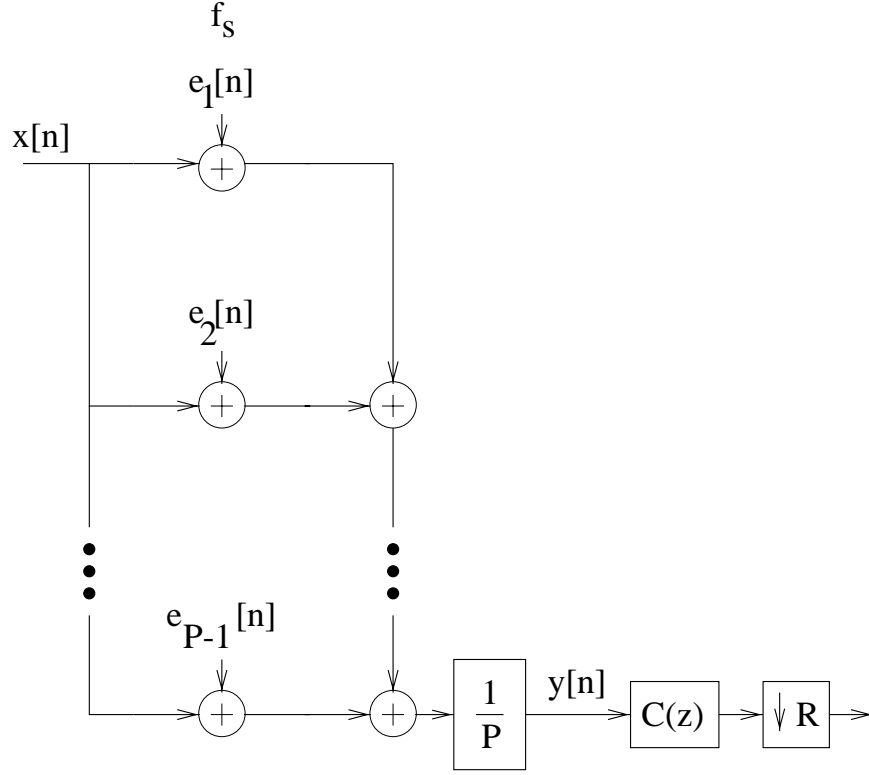 f_s
e_1[n]
x[n]
e_2[n]
e_{P-1}[n]
1
P
y[n]
C(z)
↓ R